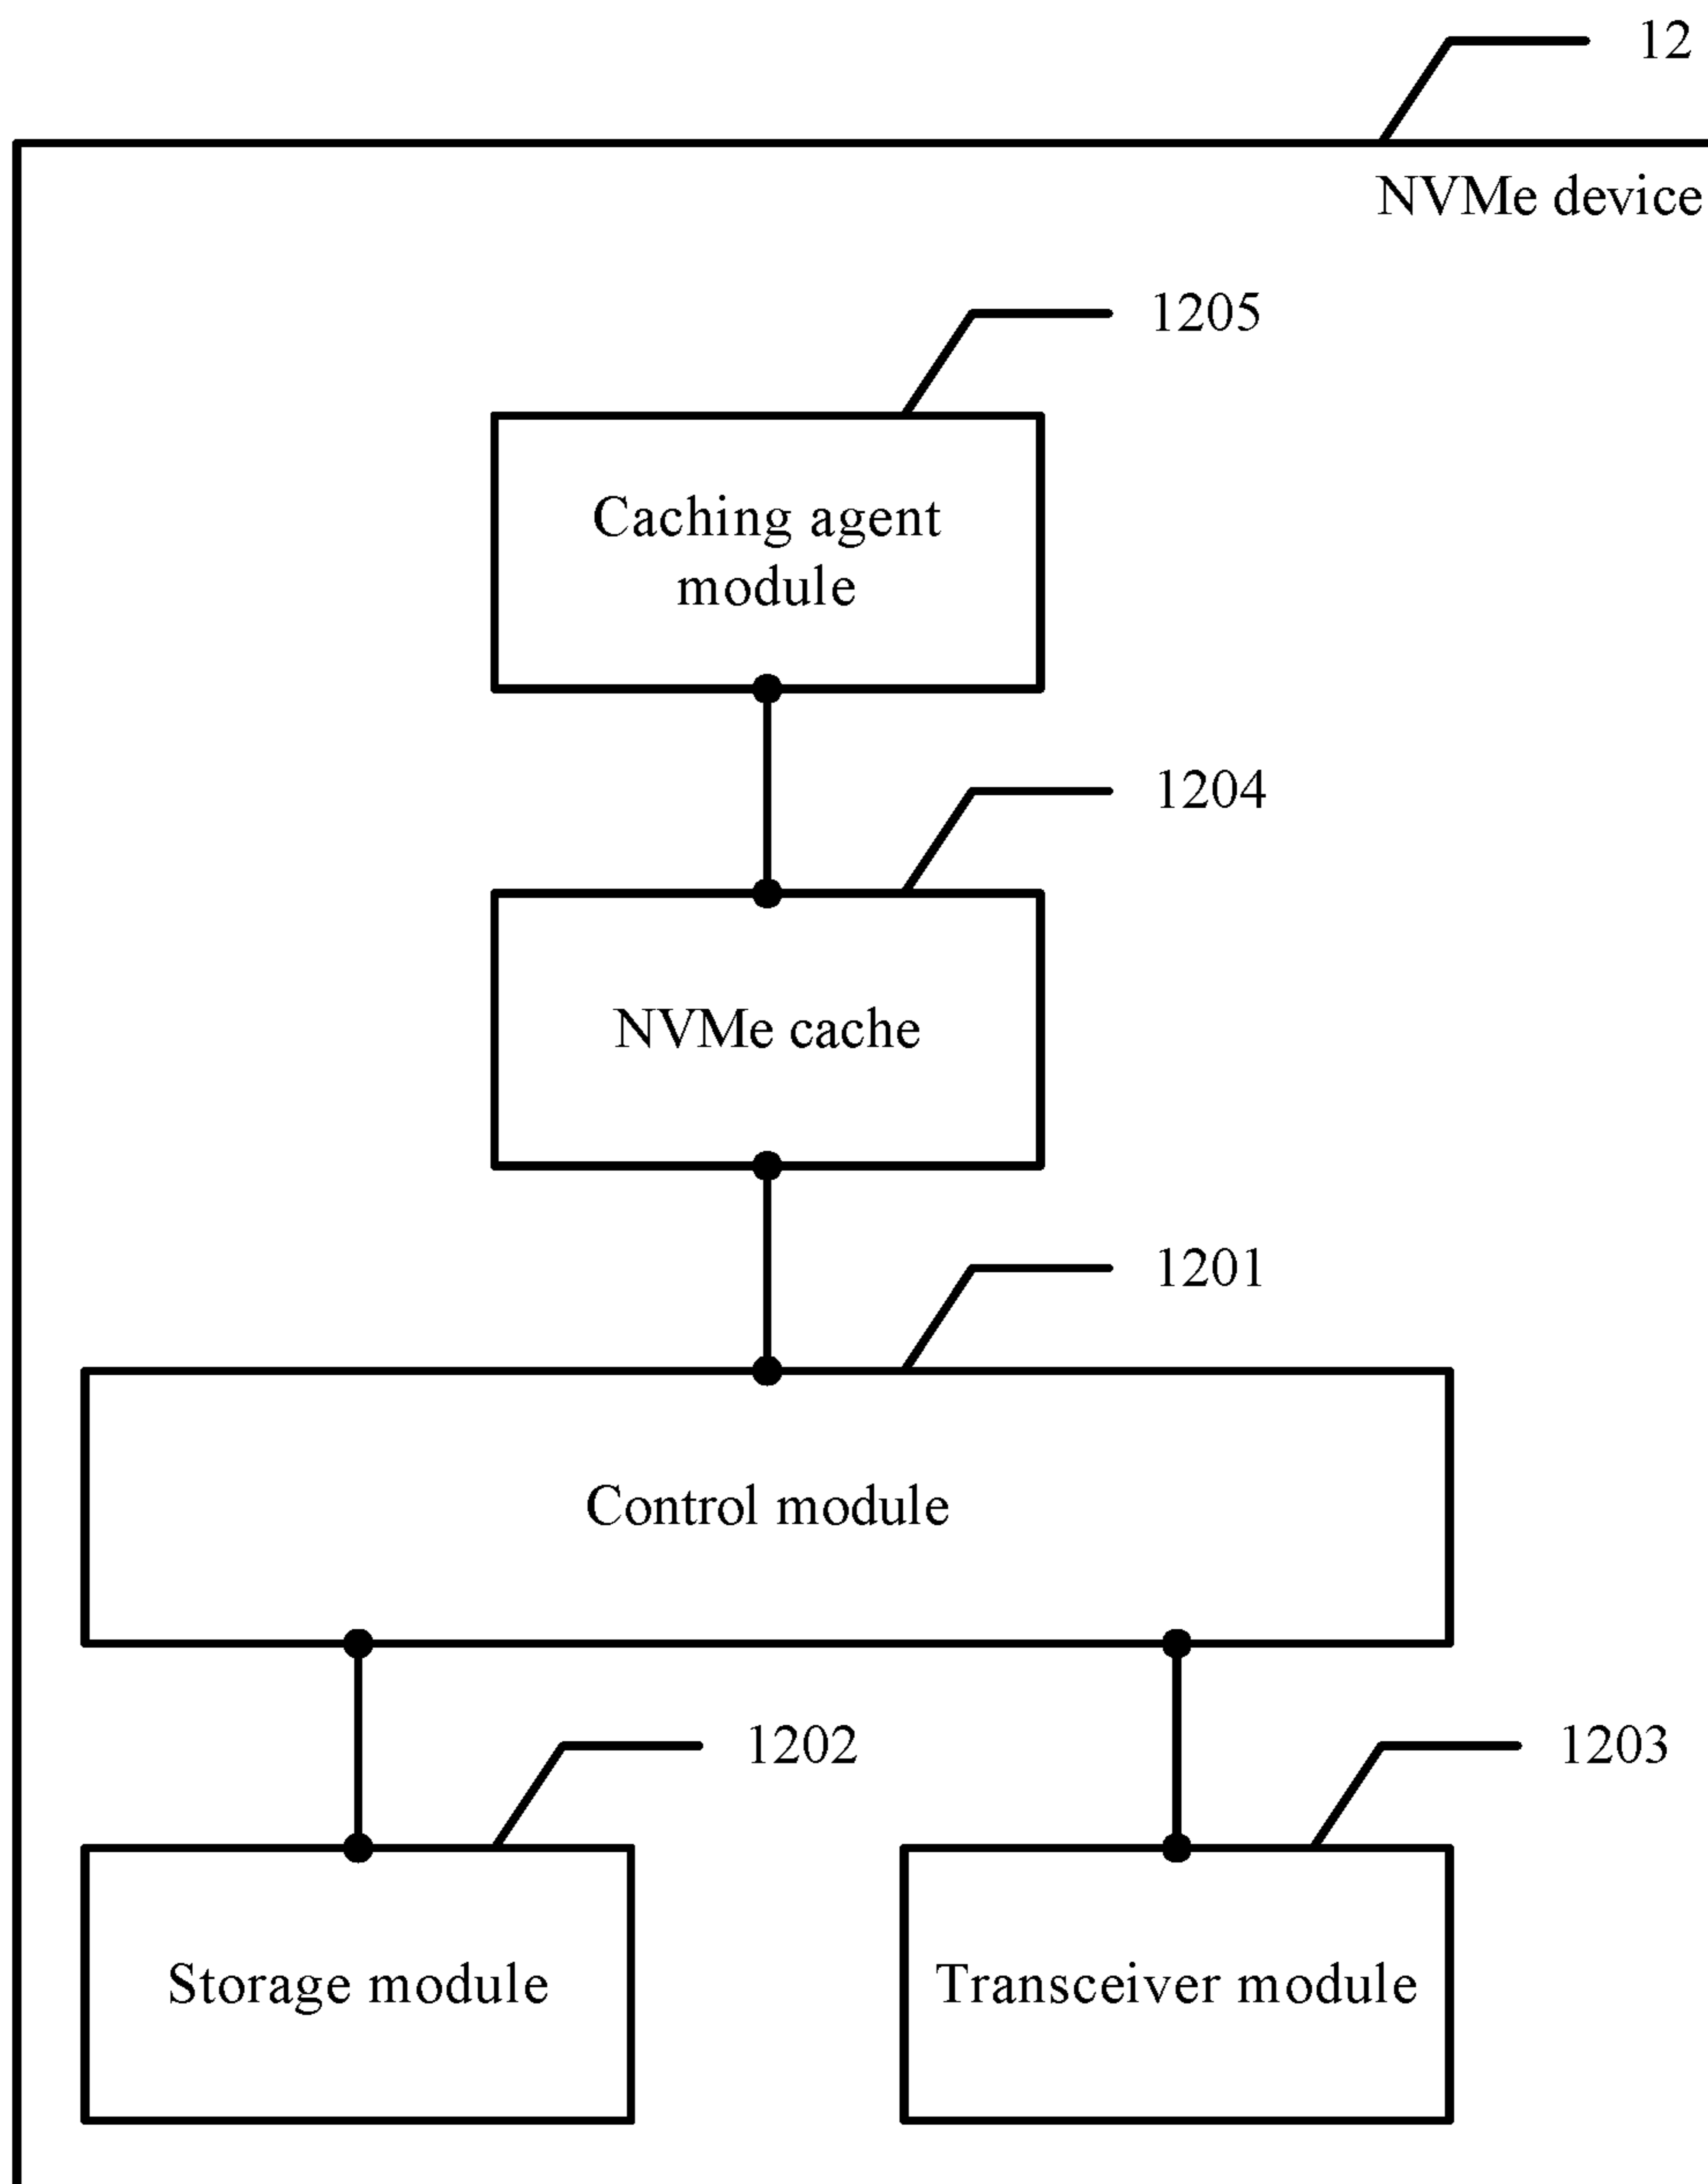 12
NVMe device
1205
Caching agent
module
1204
NVMe cache
1201
Control module
1202
1203
Storage module
Transceiver module